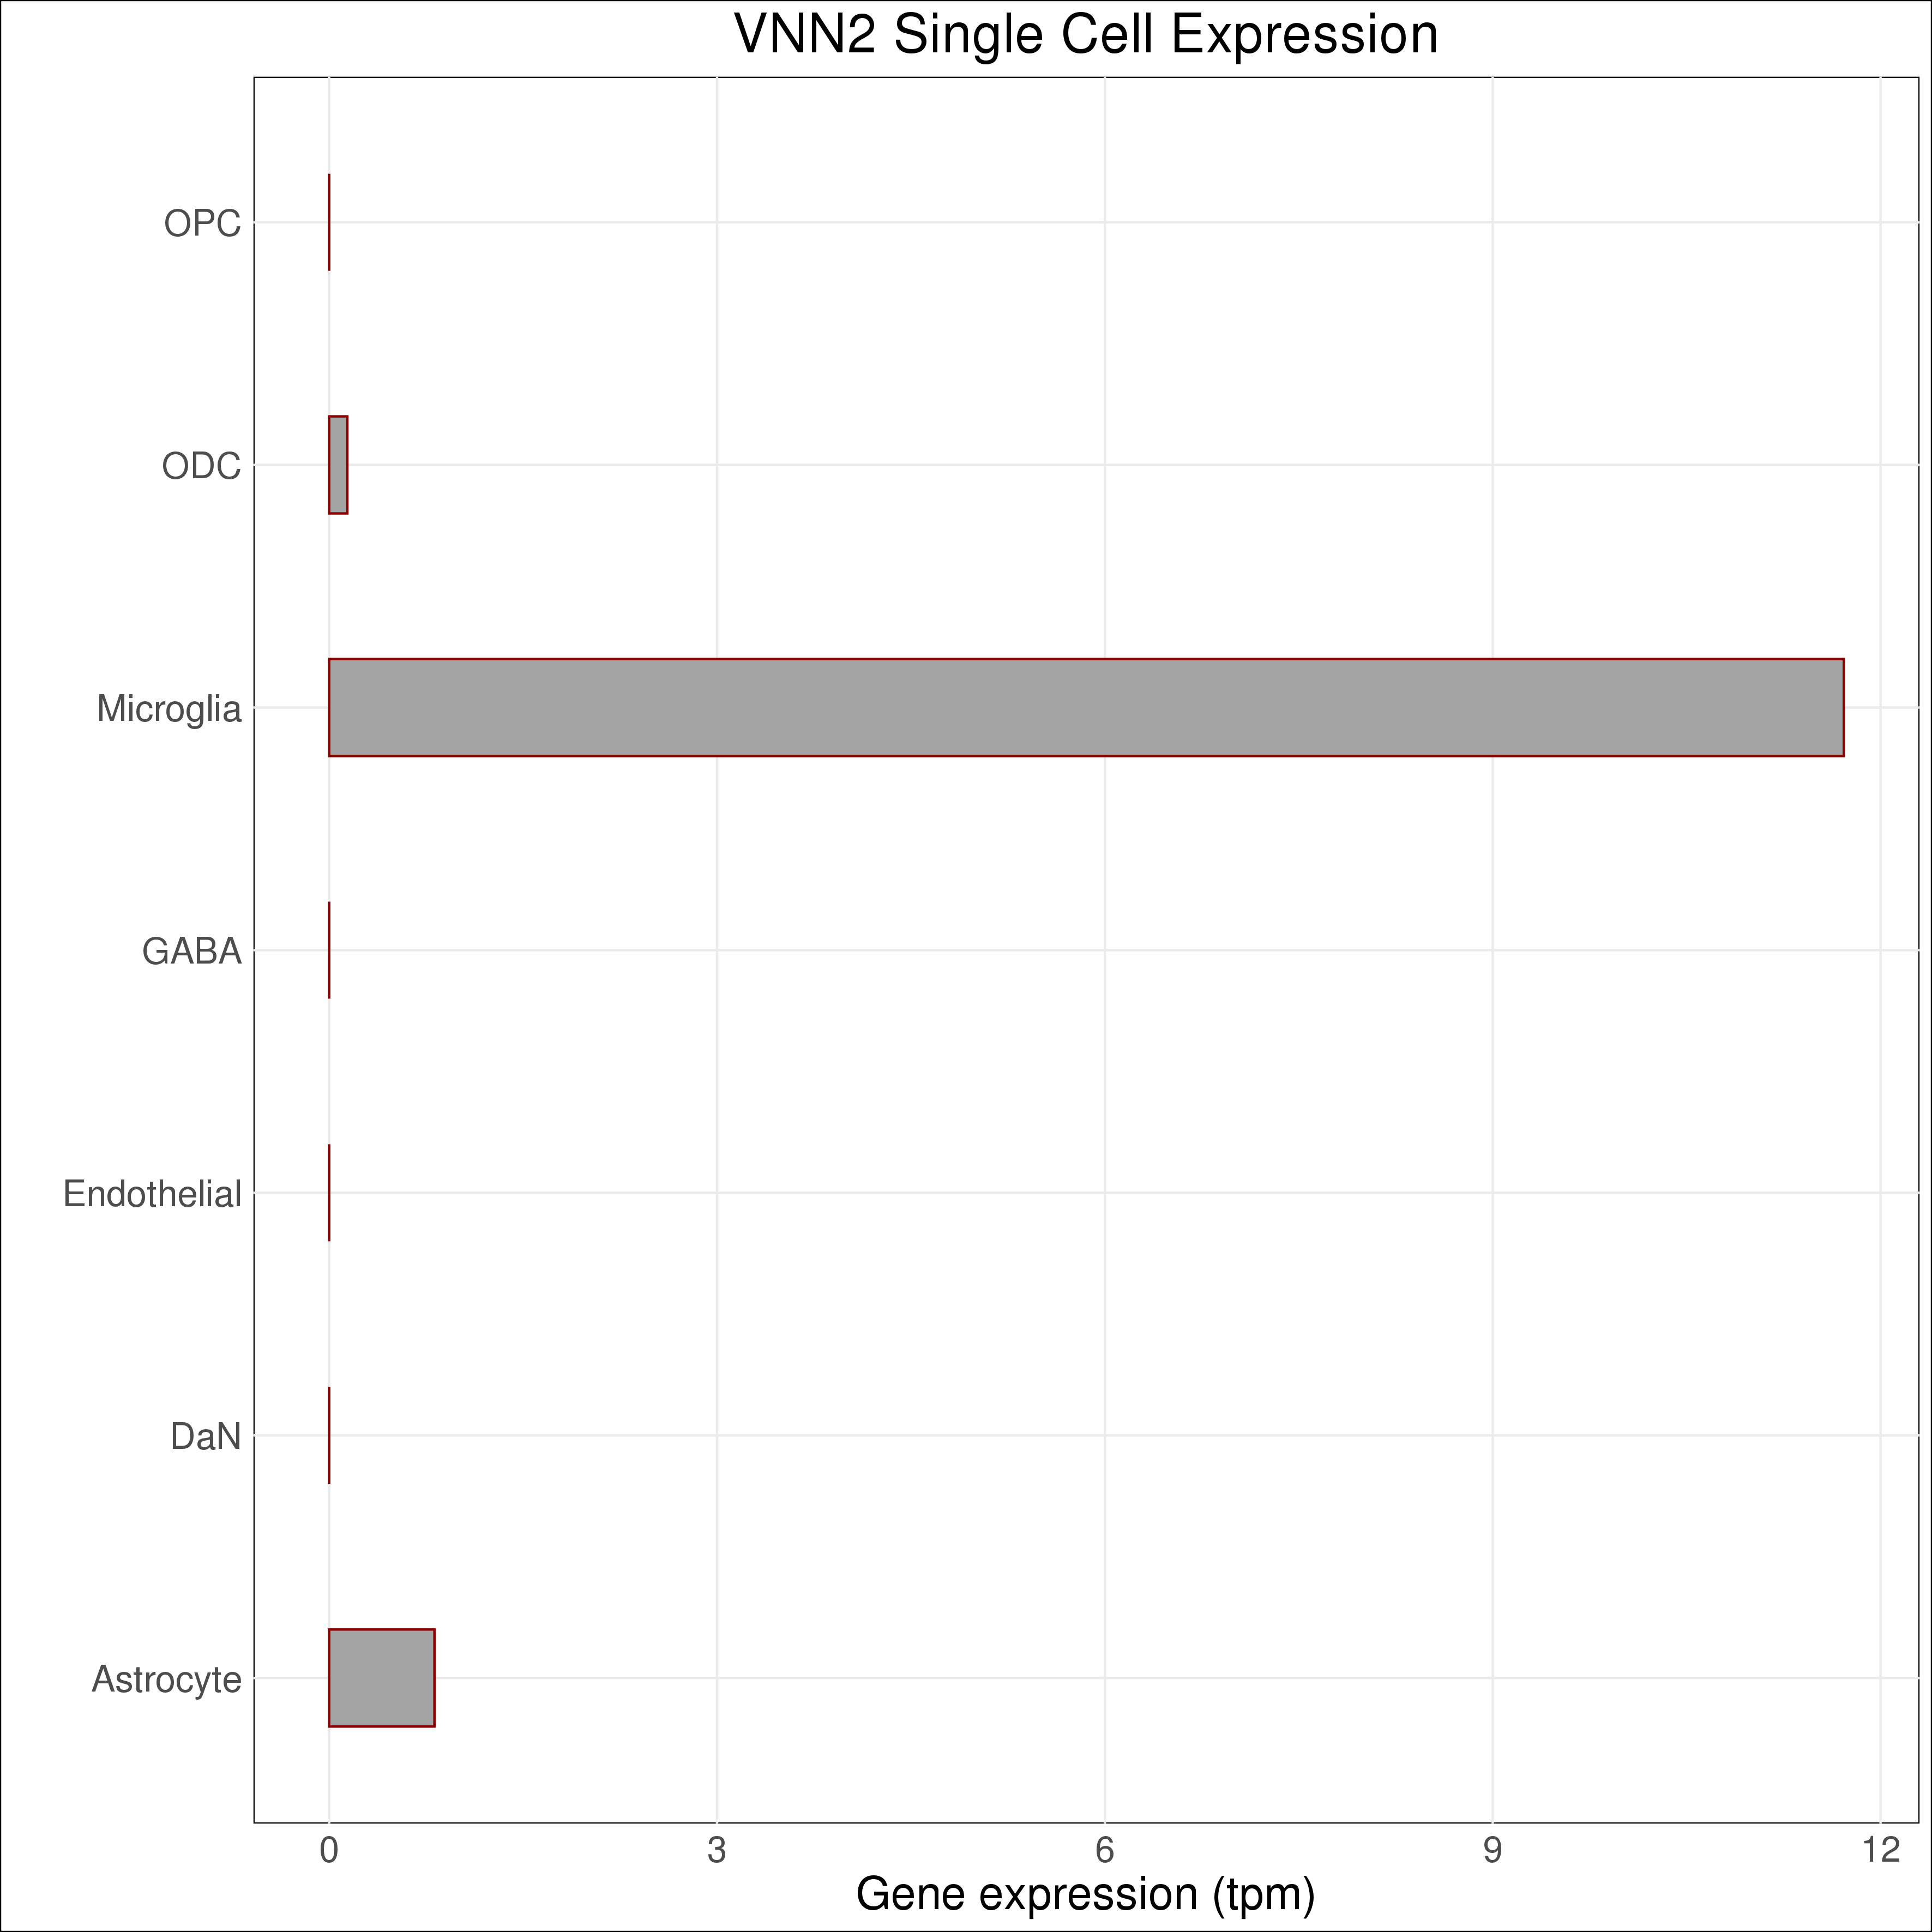 VNN2 Single Cell Expression
OPC
ODC
Microglia
GABA
Endothelial
DaN
Astrocyte
0 3 6 9 12
Gene expression (tpm)